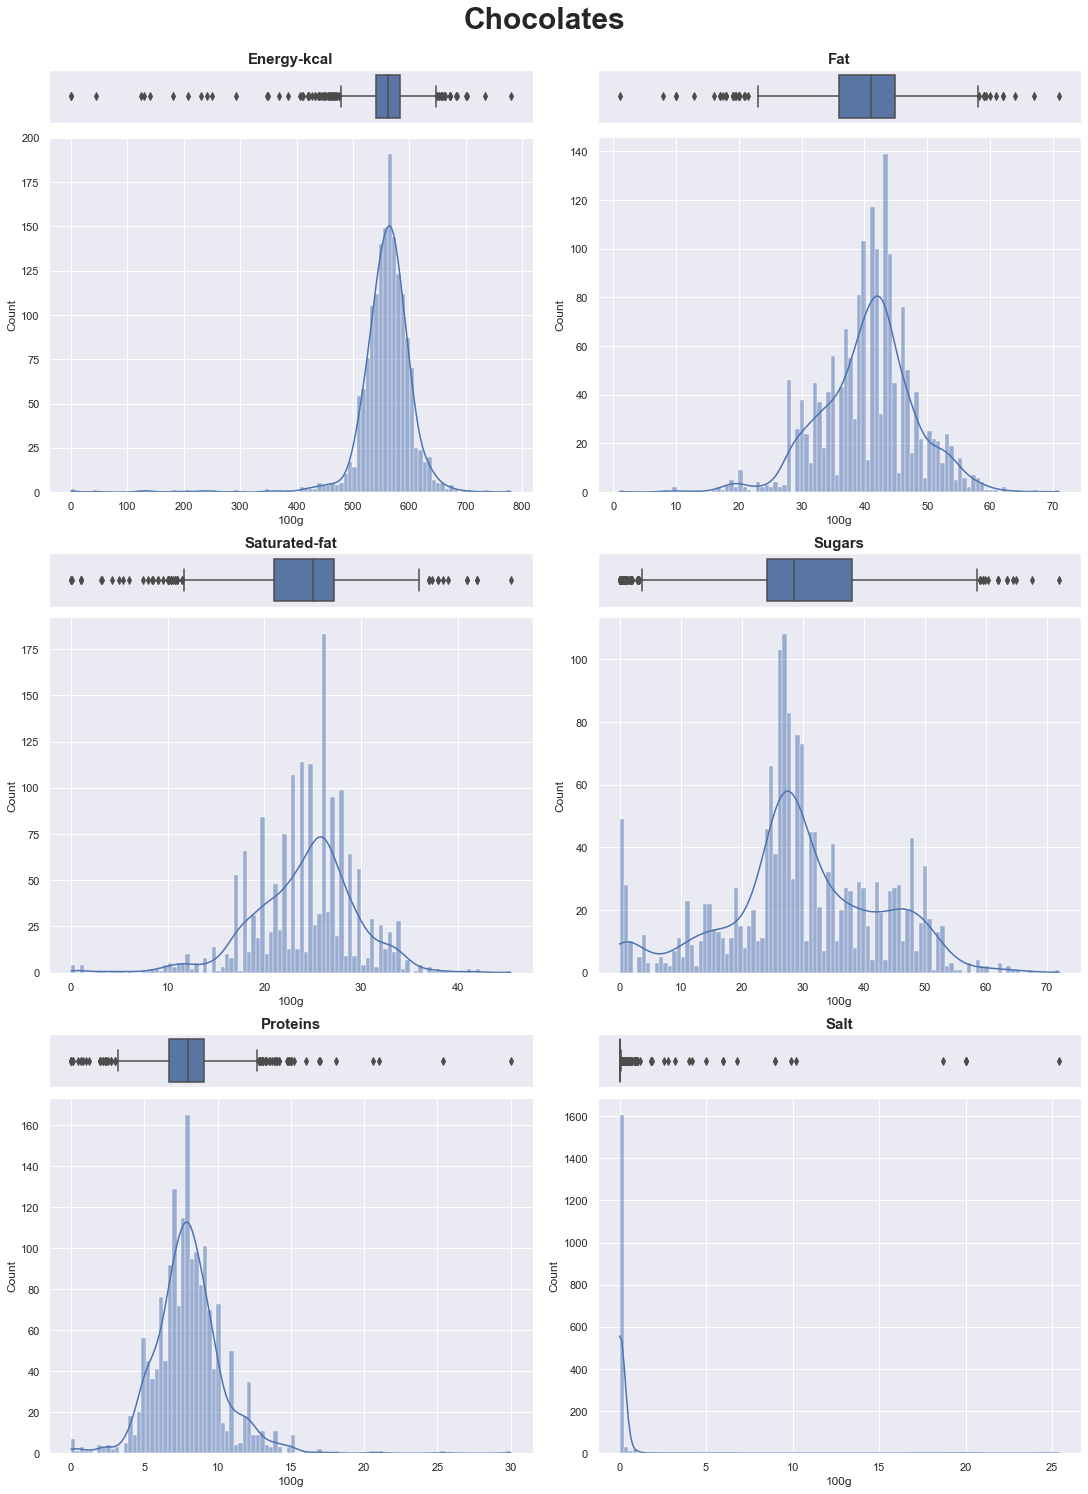 Chocolates
Energy-kcal
Fat
200
175
150
125
100
75
50
25
0
Count
0 100 200 300 400 500 600 700 800
100g
140
120
100
80
60
40
20
0
Count
0 10 20 30 40 50 60 70
100g
Saturated-fat
Sugars
175
150
125
100
75
50
25
0
Count
0 10 20 30 40
100g
100
80
60
40
20
0
Count
0 10 20 30 40 50 60 70
100g
Proteins
Salt
160
140
120
100
80
60
40
20
0
Count
0 5 10 15 20 25 30
100g
1600
1400
1200
1000
800
600
400
200
0
Count
0 5 10 15 20 25
100g